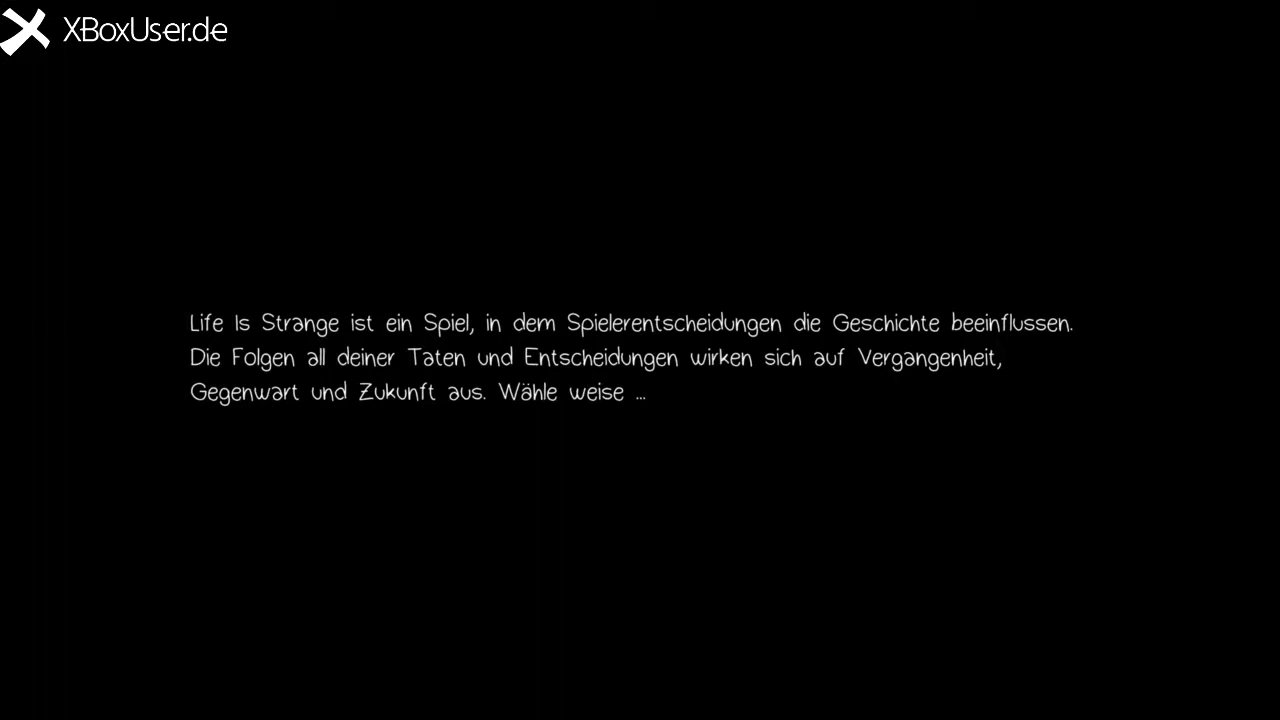 XBoxUser.de
Life Is Strange ist ein Spiel, in dem Spielerentscheidungen die Geschichte beeinflussen.
Die Folgen all deiner Taten und Entscheidungen wirken sich auf Vergangenheit,
Gegenwart und Zukunft aus. Wähle weise ...